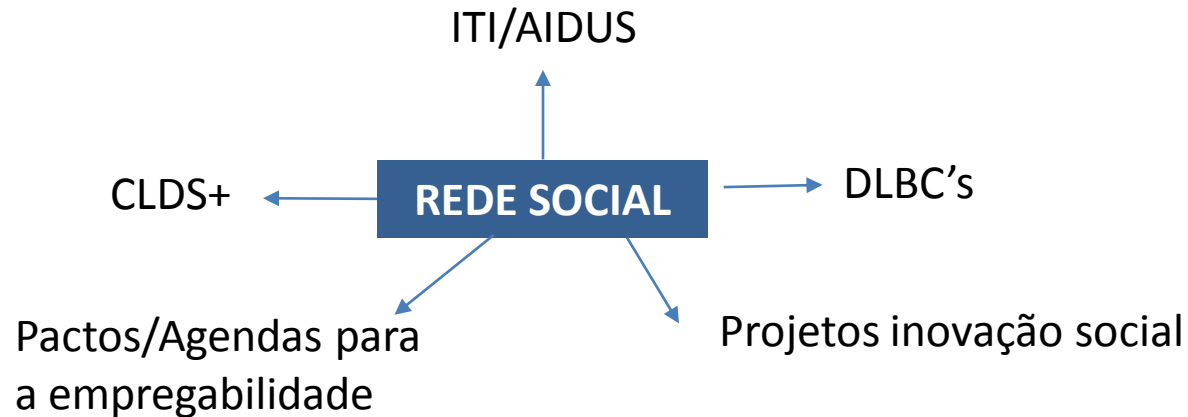 ITI/AIDUS
CLDS+
REDE SOCIAL
DLBC’s
Pactos/Agendas para
a empregabilidade
Projetos inovação social